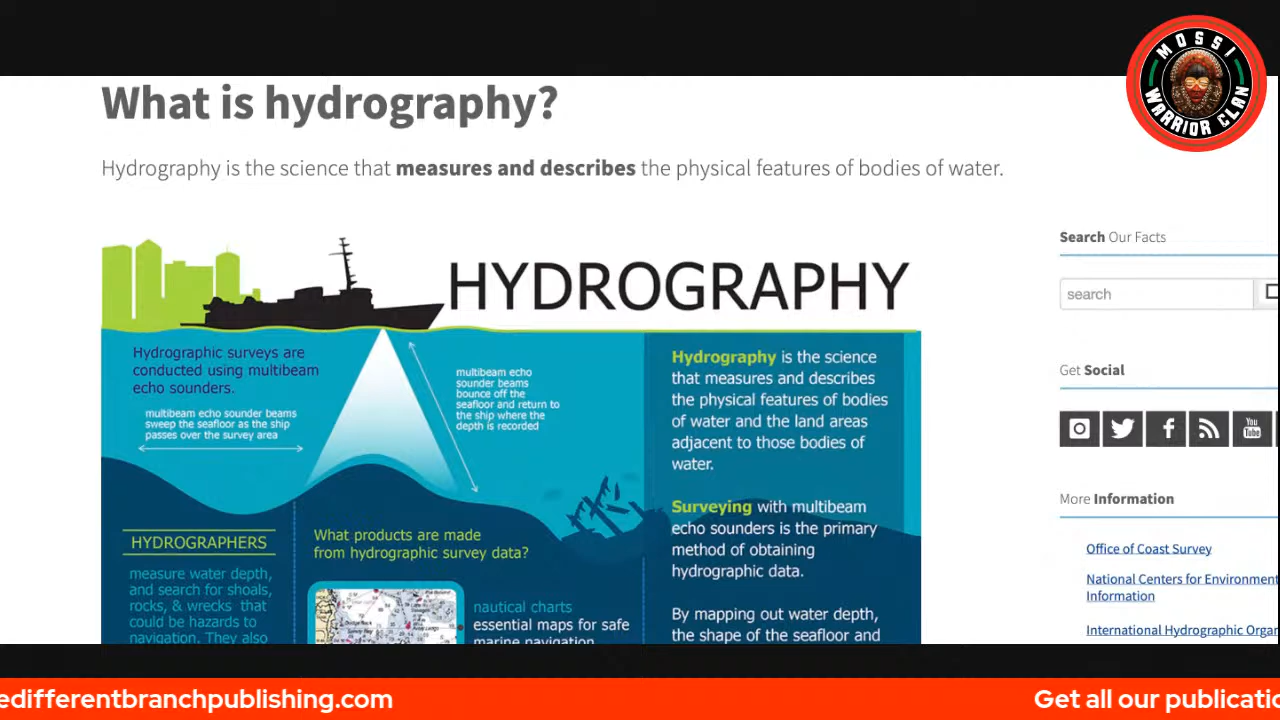 MOSSI
WARRIOR CLAN
What is hydrography?
Hydrography is the science that measures and describes the physical features of bodies of water.
HYDROGRAPHY
Hydrographic surveys are
conducted using multibeam
echo sounders.
multibeam echo sounder beams
sweep the seafloor as the ship
passes over the survey area
multibeam echo
sounder beams
bounce off the
seafloor and return to
the ship where the
depth is recorded
Hydrography is the science
that measures and describes
the physical features of bodies
of water and the land areas
adjacent to those bodies of
water.
Surveying with multibeam
echo sounders is the primary
method of obtaining
hydrographic data.
By mapping out water depth,
the shape of the seafloor and
HYDROGRAPHERS
measure water depth,
and search for shoals,
rocks, & wrecks that
could be hazards to
navigation. They also
What products are made
from hydrographic survey data?
nautical charts
essential maps for safe
marine navigation
Search Our Facts
search
Get Social
You
Tube
More Information
Office of Coast Survey
National Centers for Environment
Information
International Hydrographic Organ
edifferentbranchpublishing.com
Get all our publicatio